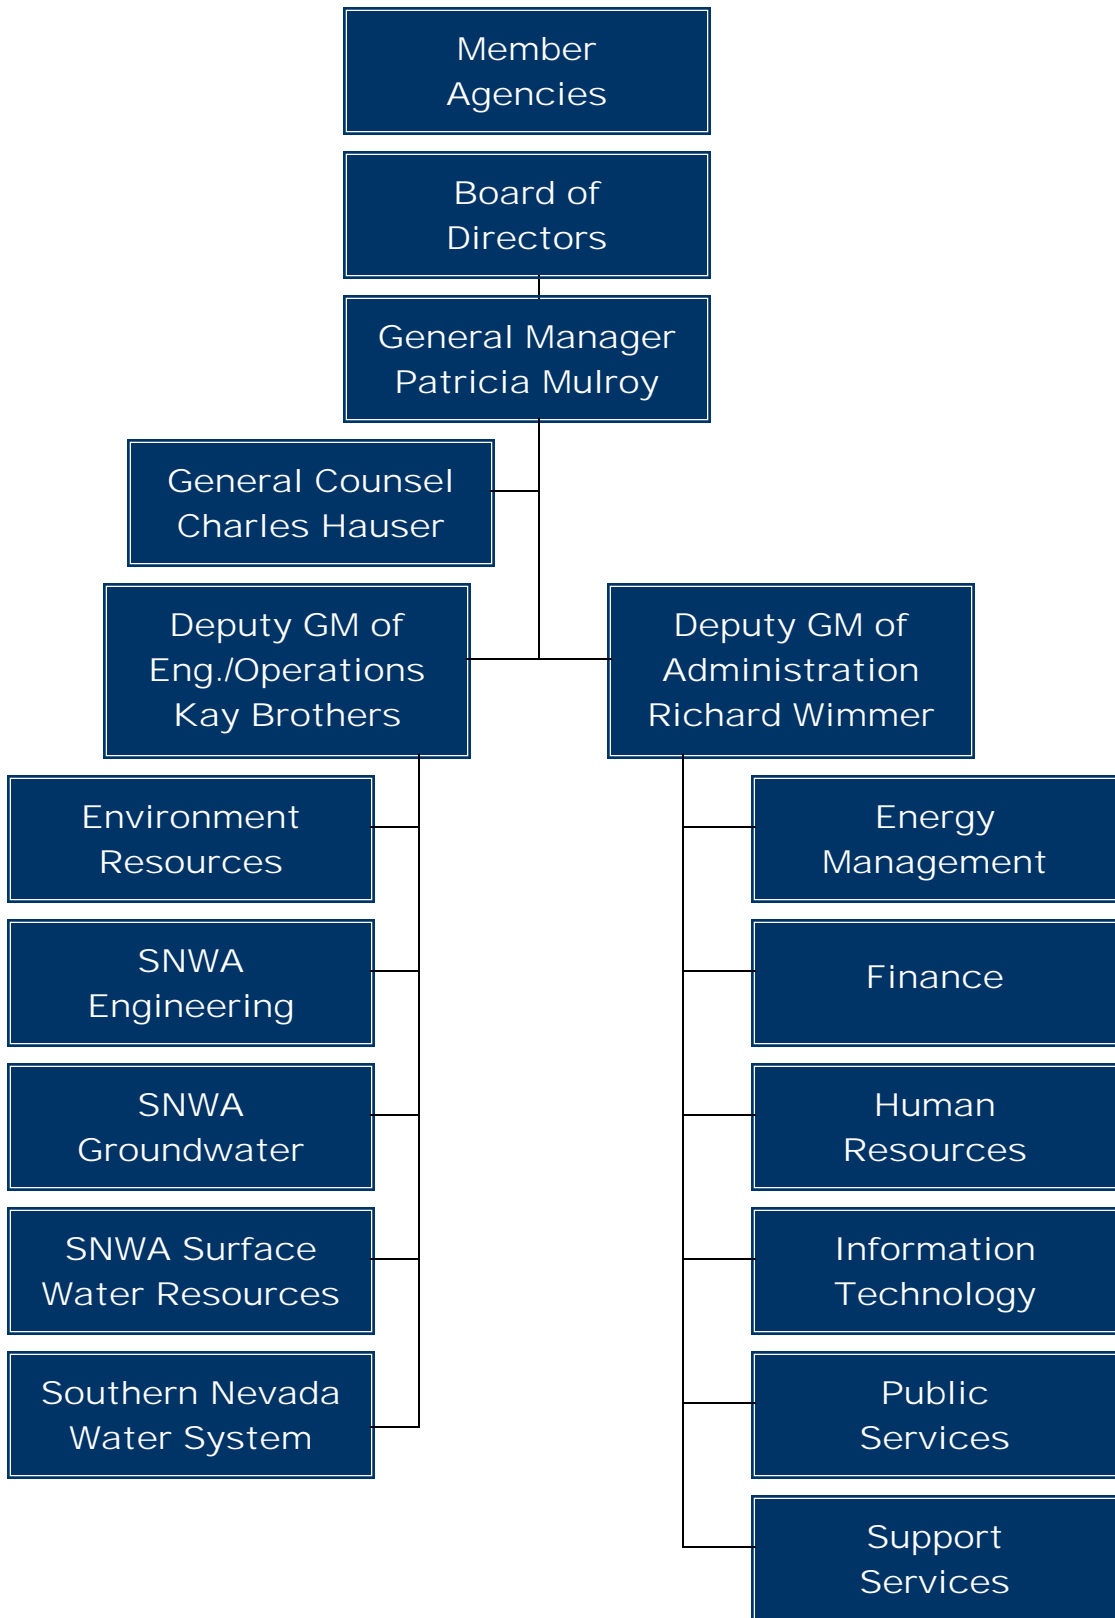 Member
Agencies
Board of
Directors
General Manager
Patricia Mulroy
General Counsel
Charles Hauser
Deputy GM of
Eng./Operations
Kay Brothers
Deputy GM of
Administration
Richard Wimmer
Environment
Resources
SNWA
Engineering
SNWA
Groundwater
SNWA Surface
Water Resources
Southern Nevada
Water System
Energy
Management
Finance
Human
Resources
Information
Technology
Public
Services
Support
Services